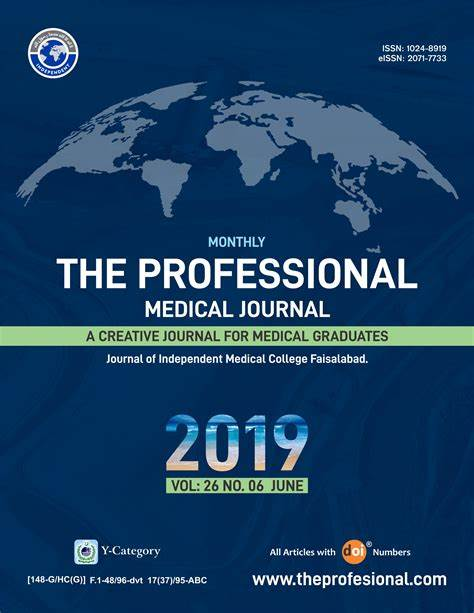 ISSN: 1024-8919
eISSN: 2071-7733
INDEPENDENT
MONTHLY
THE PROFESSIONAL
MEDICAL JOURNAL
A CREATIVE JOURNAL FOR MEDICAL GRADUATES
Journal of Independent Medical College Faisalabad.
2019
VOL: 26 NO. 06 JUNE
Y-Category
All Articles with doi® Numbers
[148-G/HC(G)] F.1-48/96-dvt 17(37)/95-ABC
www.theprofesional.com